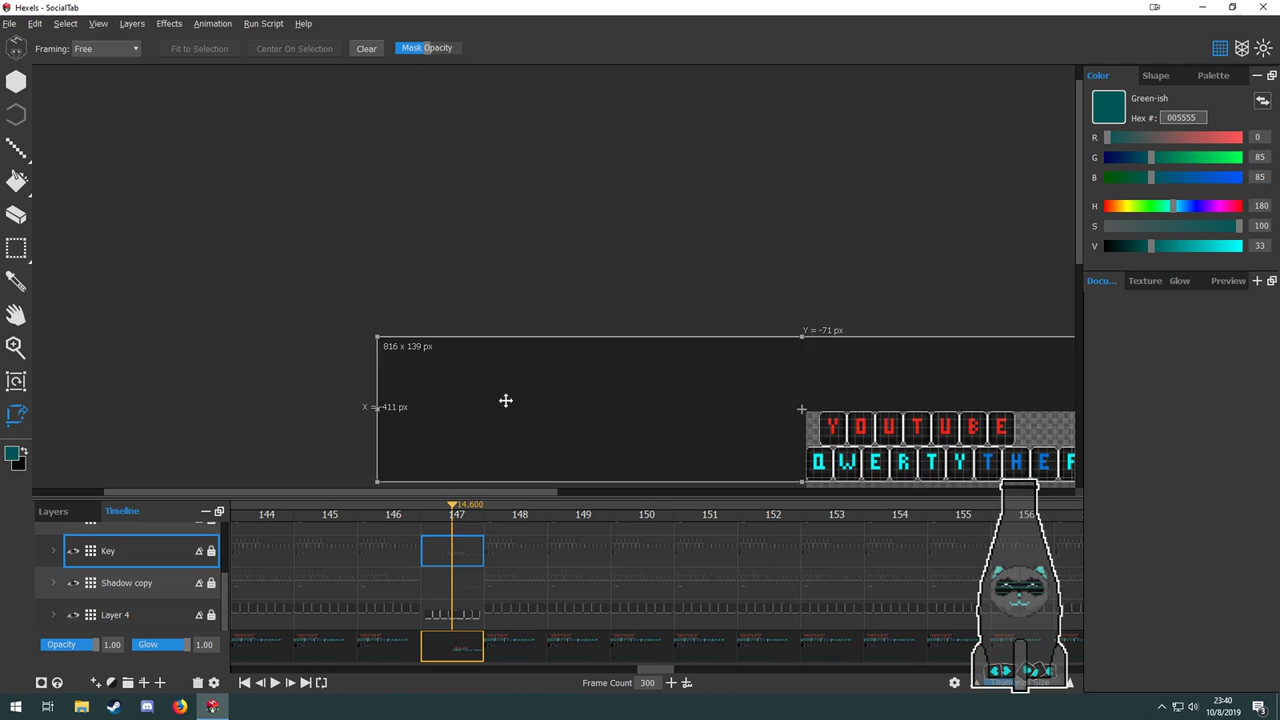 Hexels - SocialTab
File Edit Select View Layers Effects Animation Run Script Help
Framing: Free Fit to Selection Center On Selection Clear Mask Opacity
Color Shape Palette
Green-ish
Hex #: 005555
R 0
G 85
B 85
H 180
S 100
V 33
Docu... Texture Glow Preview
Y = -71 px
816 x 139 px
X = -411 px
YOUTUBE
QWERTYTHE
Layers Timeline
14.600
144 145 146 147 148 149 150 151 152 153 154 155 156
Key
Shadow copy
Layer 4
Opacity 1.00 Glow 1.00
Frame Count 300
23:40
10/8/2019
3